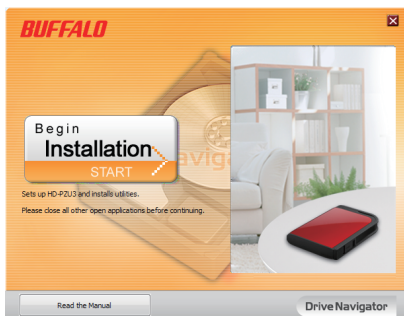 BUFFALO
Begin
Installation
START
Sets up HD-PZU3 and installs utilities.
Please close all other open applications before continuing.
Read the Manual
DriveNavigator